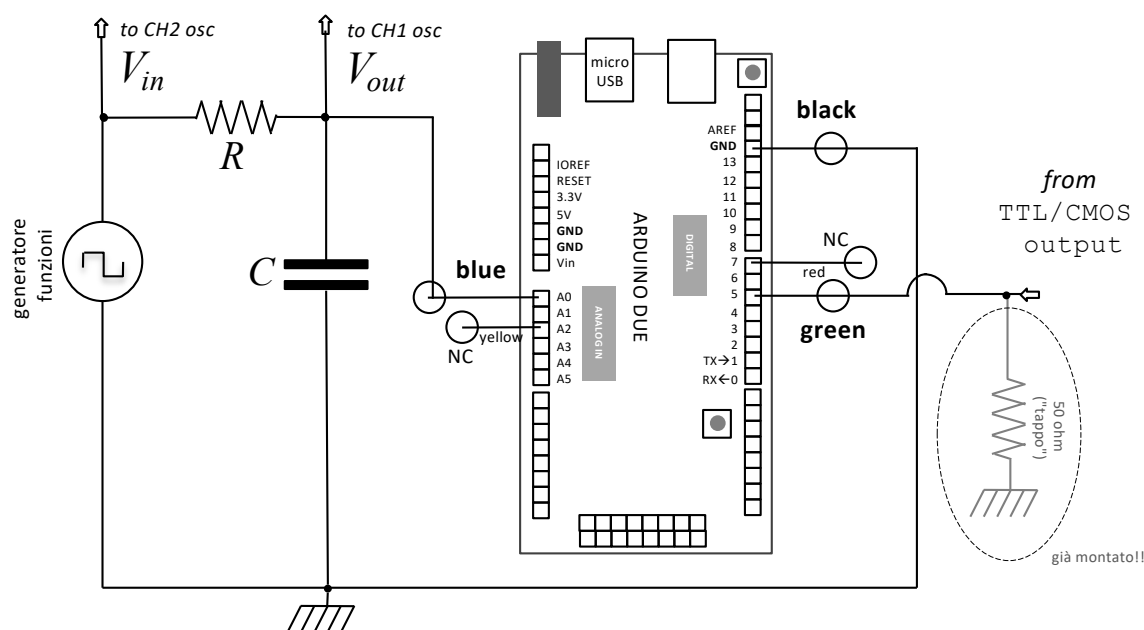 to CH2 osc
V_in
to CH1 osc
V_out
R
C
generatore
funzioni
micro
USB
IOREF
RESET
3.3V
5V
GND
GND
Vin
blue
A0
A1
A2
A3
A4
A5
NC
yellow
ANALOG IN
ARDUINO DUE
DIGITAL
AREF
GND
13
12
11
10
9
8
7
6
5
4
3
2
TX→1
RX←0
black
NC
red
green
from
TTL/CMOS
output
50 ohm
("tappo")
già montato!!